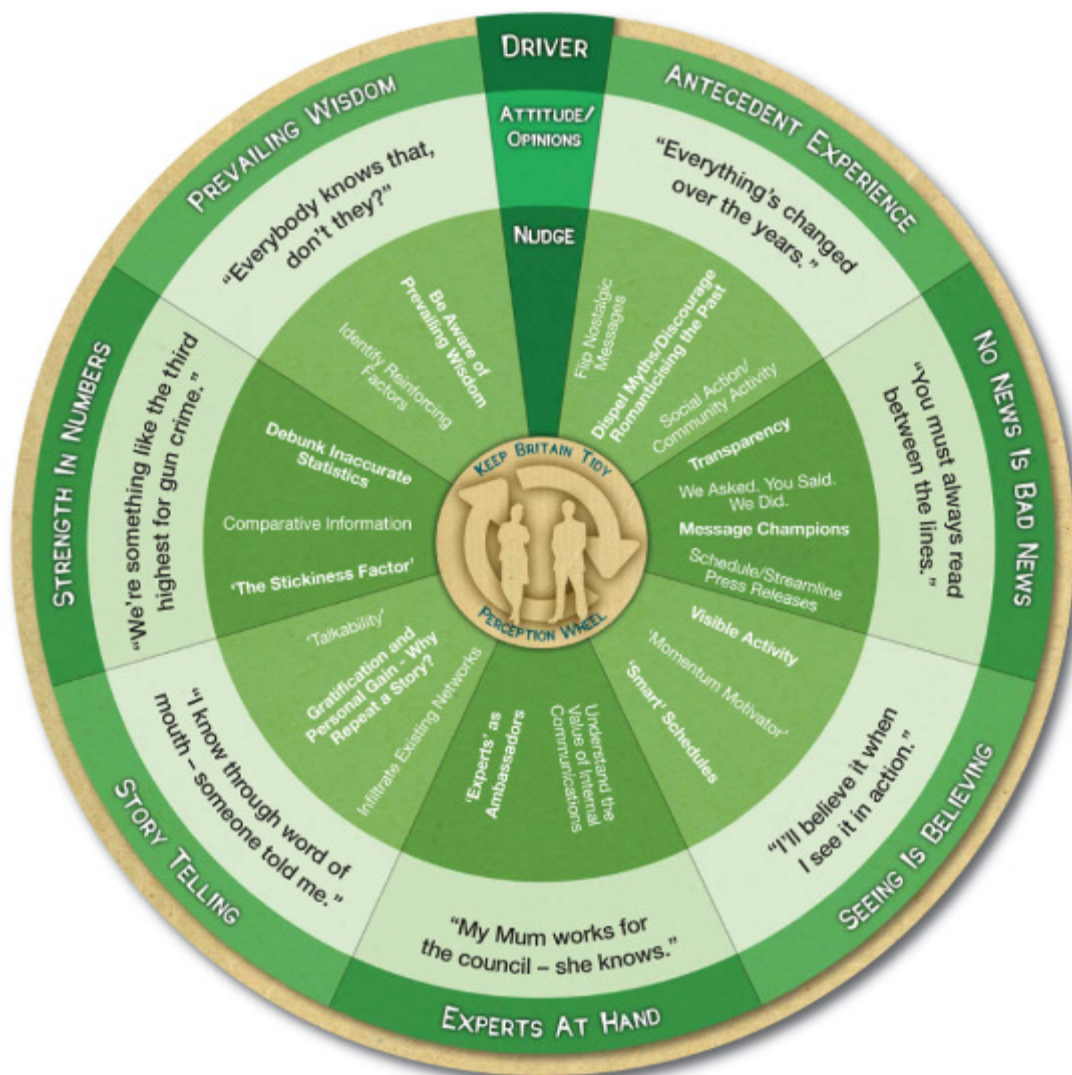 DRIVER
ATTITUDE/
OPINIONS
NUDGE
ANTECEDENT EXPERIENCE
"Everything's changed
over the years."
Flip Nostalgic
Messages
Dispel Myths/Discourage
Romanticising the Past
Social Action/
Community Activity
NO NEWS IS BAD NEWS
"You must always read
between the lines."
Transparency
We Asked. You Said.
We Did.
Message Champions
Schedule/Streamline
Press Releases
SEEING IS BELIEVING
"I'll believe it when
I see it in action."
Visible Activity
'Momentum Motivator'
'Smart' Schedules
EXPERTS AT HAND
"My Mum works for
the council – she knows."
Understand the
Value of Internal
Communications
'Experts' as
Ambassadors
STORY TELLING
"I know through word of
mouth – someone told me."
'Talkability'
Gratification and
Personal Gain - Why
Repeat a Story?
Infiltrate Existing Networks
STRENGTH IN NUMBERS
"We're something like the third
highest for gun crime."
Debunk Inaccurate
Statistics
Comparative Information
'The Stickiness Factor'
PREVAILING WISDOM
"Everybody knows that,
don't they?"
Be Aware of
Prevailing Wisdom
Identify Reinforcing
Factors
KEEP BRITAIN TIDY
PERCEPTION WHEEL